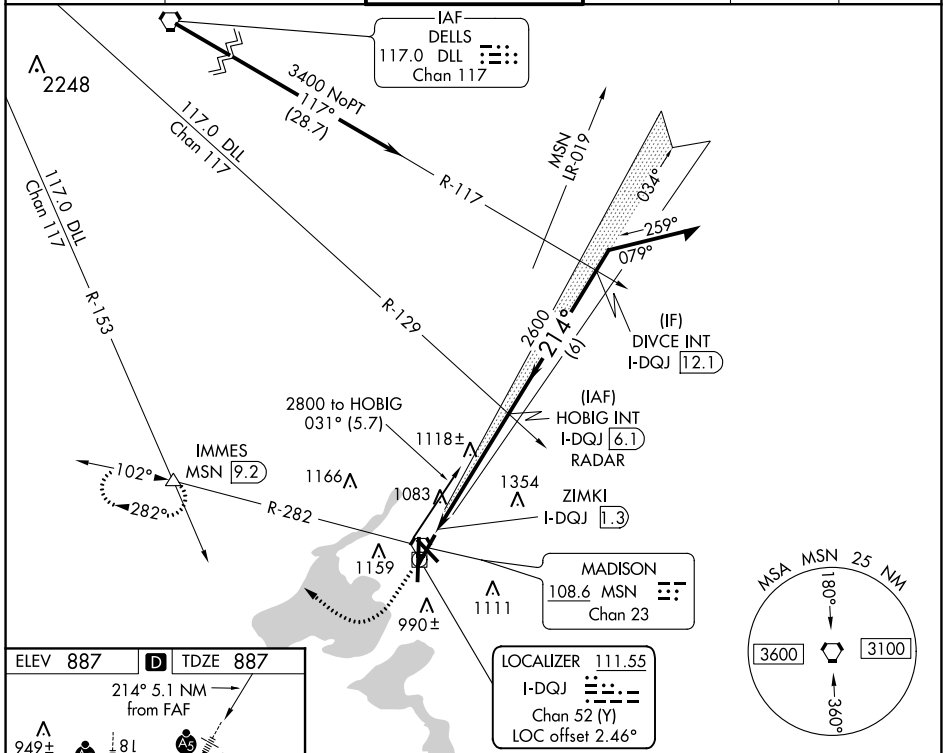 IAF
DELLS
117.0 DLL
Chan 117
2248
3400 NoPT
117°
(28.7)
117.0 DLL
Chan 117
117.0 DLL
Chan 117
R-117
MSN
LR-019
034°
259°
079°
R-153
R-129
2600
214°
(6)
(IF)
DIVCE INT
I-DQJ 12.1
(IAF)
HOBIG INT
I-DQJ 6.1
RADAR
2800 to HOBIG
031° (5.7)
1118±
IMMES
MSN 9.2
102°
282°
R-282
1166
1083
1354
ZIMKI
I-DQJ 1.3
1159
990±
1111
MADISON
108.6 MSN
Chan 23
LOCALIZER 111.55
I-DQJ
Chan 52 (Y)
LOC offset 2.46°
MSA MSN 25 NM
180°
3600
3100
360°
ELEV 887 D TDZE 887
214° 5.1 NM
from FAF
949±
18L
A5